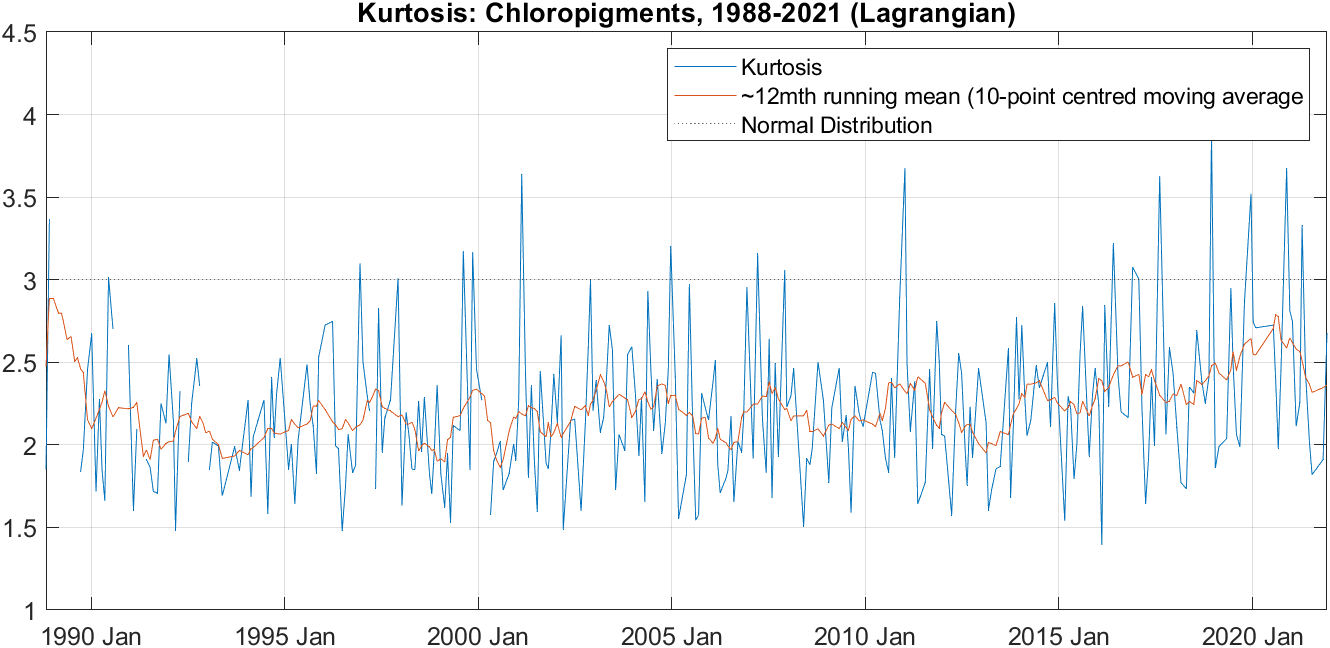 Kurtosis: Chloropigments, 1988-2021 (Lagrangian)
4.5
4
3.5
3
2.5
2
1.5
1
Kurtosis
~12mth running mean (10-point centred moving average
Normal Distribution
1990 Jan
1995 Jan
2000 Jan
2005 Jan
2010 Jan
2015 Jan
2020 Jan